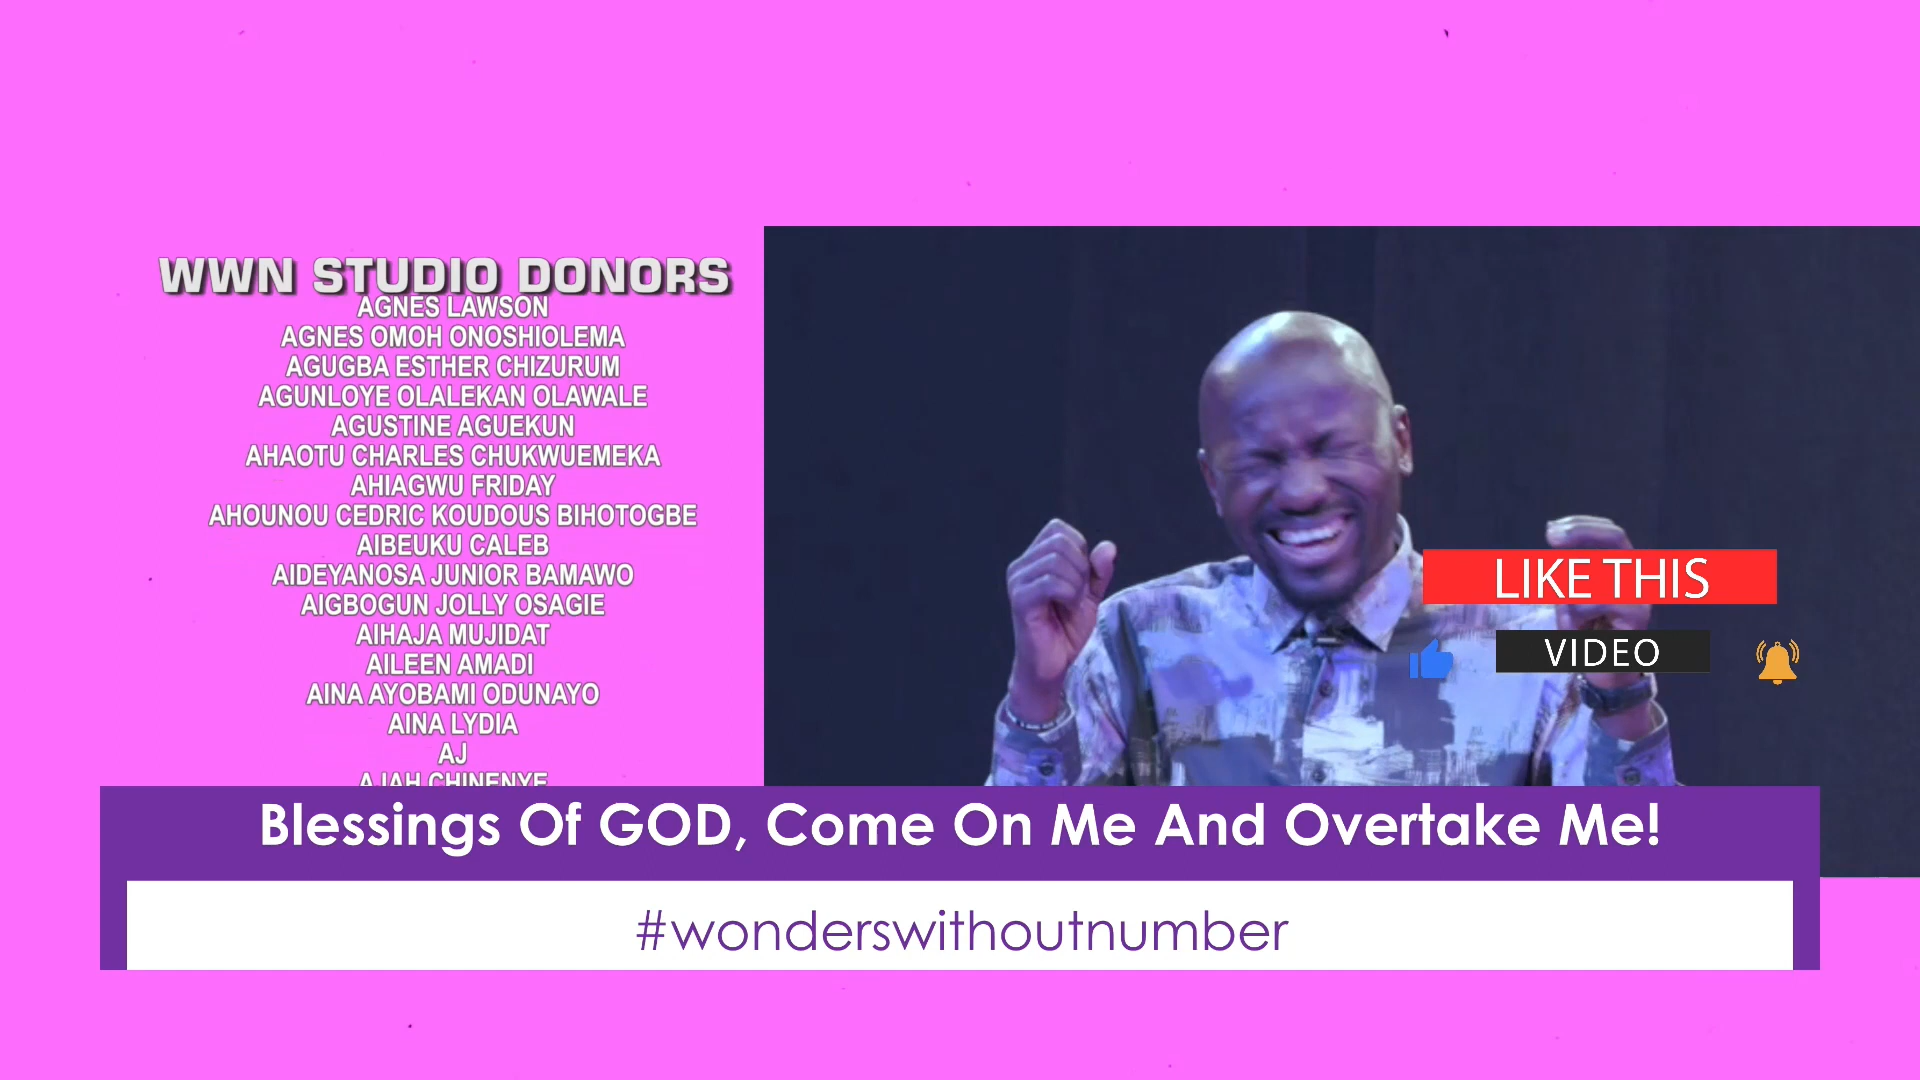 WWN STUDIO DONORS
AGNES LAWSON
AGNES OMOH ONOSHIOLEMA
AGUGBA ESTHER CHIZURUM
AGUNLOYE OLALEKAN OLAWALE
AGUSTINE AGUEKUN
AHAOTU CHARLES CHUKWUEMEKA
AHIAGWU FRIDAY
AHOUNOU CEDRIC KOUDOUS BIHOTOGBE
AIBEUKU CALEB
AIDEYANOSA JUNIOR BAMAWO
AIGBOGUN JOLLY OSAGIE
AIHAJA MUJIDAT
AILEEN AMADI
AINA AYOBAMI ODUNAYO
AINA LYDIA
AJ
AJAH CHINENYE
LIKE THIS
VIDEO
Blessings Of GOD, Come On Me And Overtake Me!
#wonderswithoutnumber